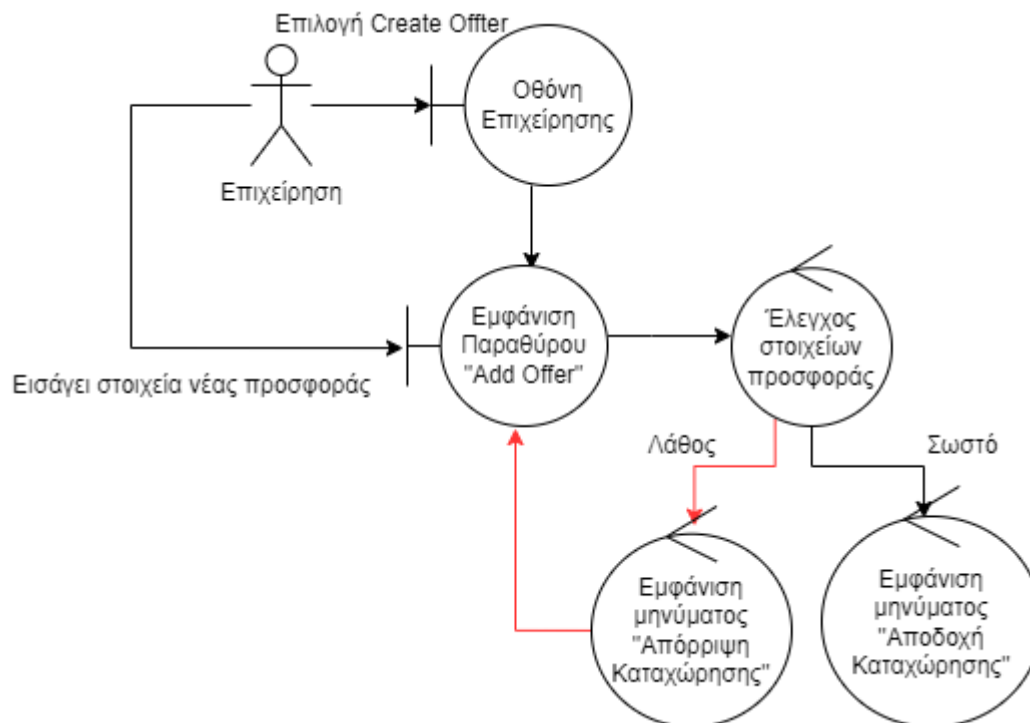 Επιλογή Create Offter
Οθόνη
Επιχείρησης
Επιχείρηση
Εμφάνιση
Παραθύρου
"Add Offer"
Έλεγχος
στοιχείων
προσφοράς
Εισάγει στοιχεία νέας προσφοράς
Λάθος
Σωστό
Εμφάνιση
μηνύματος
"Απόρριψη
Καταχώρησης"
Εμφάνιση
μηνύματος
"Αποδοχή
Καταχώρησης"